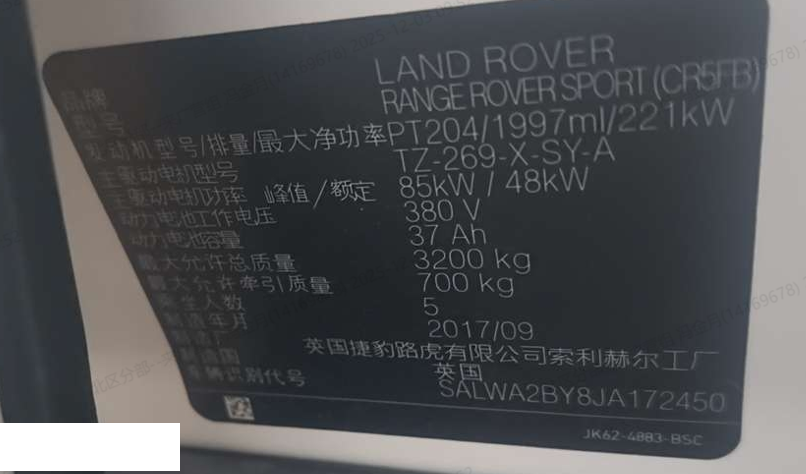 品牌 LAND ROVER
型号 RANGE ROVER SPORT (CR5FB)
发动机型号/排量/最大净功率 PT204/1997ml/221kW
主驱动电机型号 TZ-269-X-SY-A
主驱动电机功率 峰值/额定 85kW / 48kW
动力电池工作电压 380 V
动力电池容量 37 Ah
最大允许总质量 3200 kg
最大允许牵引质量 700 kg
乘坐人数 5
制造年月 2017/09
制造厂 英国捷豹路虎有限公司索利赫尔工厂
制造国 英国
车辆识别代号 SALWA2BY8JA172450
JK62-4883-BSC